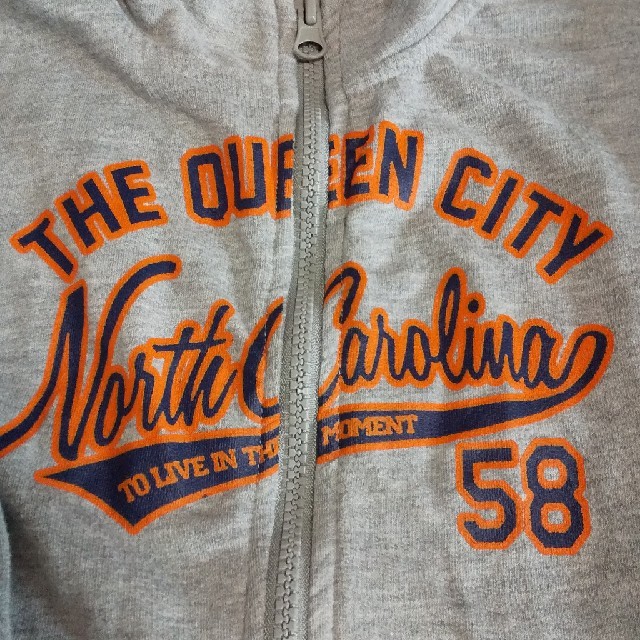 THE QUEEN CITY
North Carolina
TO LIVE IN THE MOMENT
58